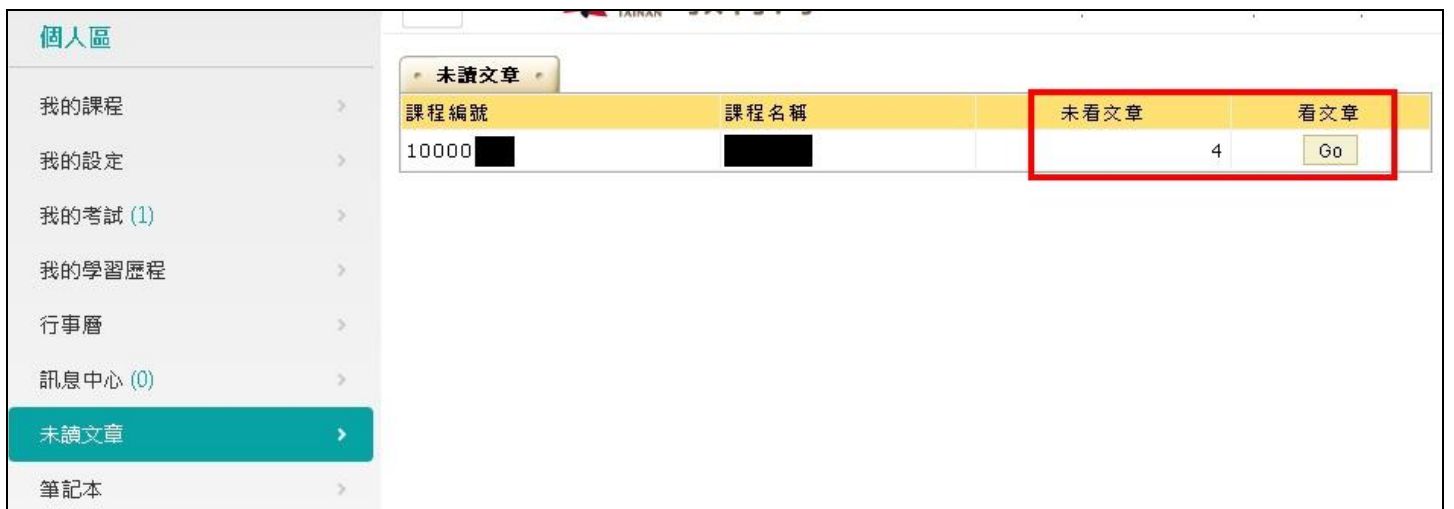 個人區
我的課程
我的設定
我的考試 (1)
我的學習歷程
行事曆
訊息中心 (0)
未讀文章
筆記本
TAINAN
未讀文章
課程編號 課程名稱 未看文章 看文章
10000 4 Go